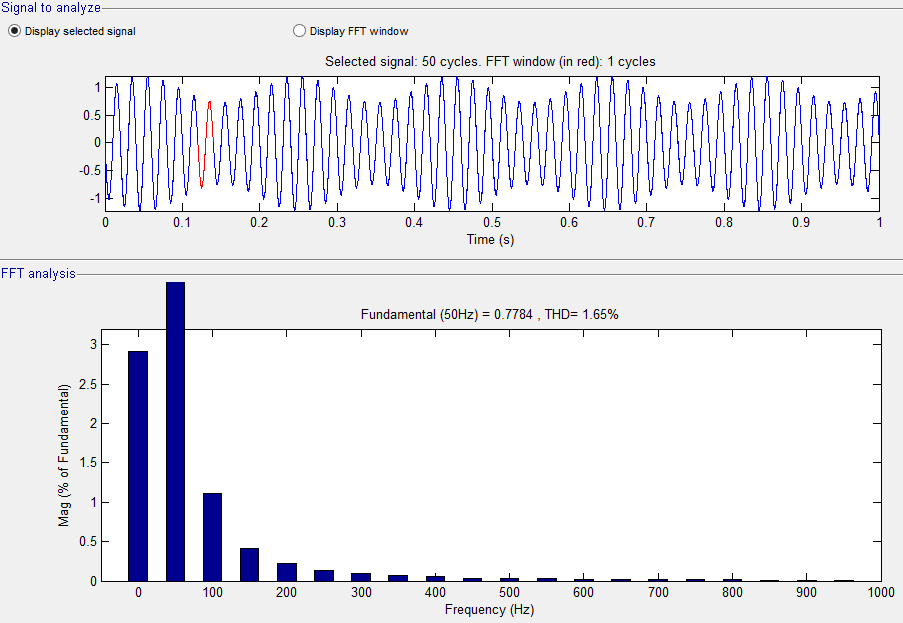 Signal to analyze
Display selected signal Display FFT window
Selected signal: 50 cycles. FFT window (in red): 1 cycles
1
0.5
0
-0.5
-1
0 0.1 0.2 0.3 0.4 0.5 0.6 0.7 0.8 0.9 1
Time (s)
FFT analysis
Fundamental (50Hz) = 0.7784 , THD= 1.65%
Mag (% of Fundamental)
3
2.5
2
1.5
1
0.5
0
0 100 200 300 400 500 600 700 800 900 1000
Frequency (Hz)